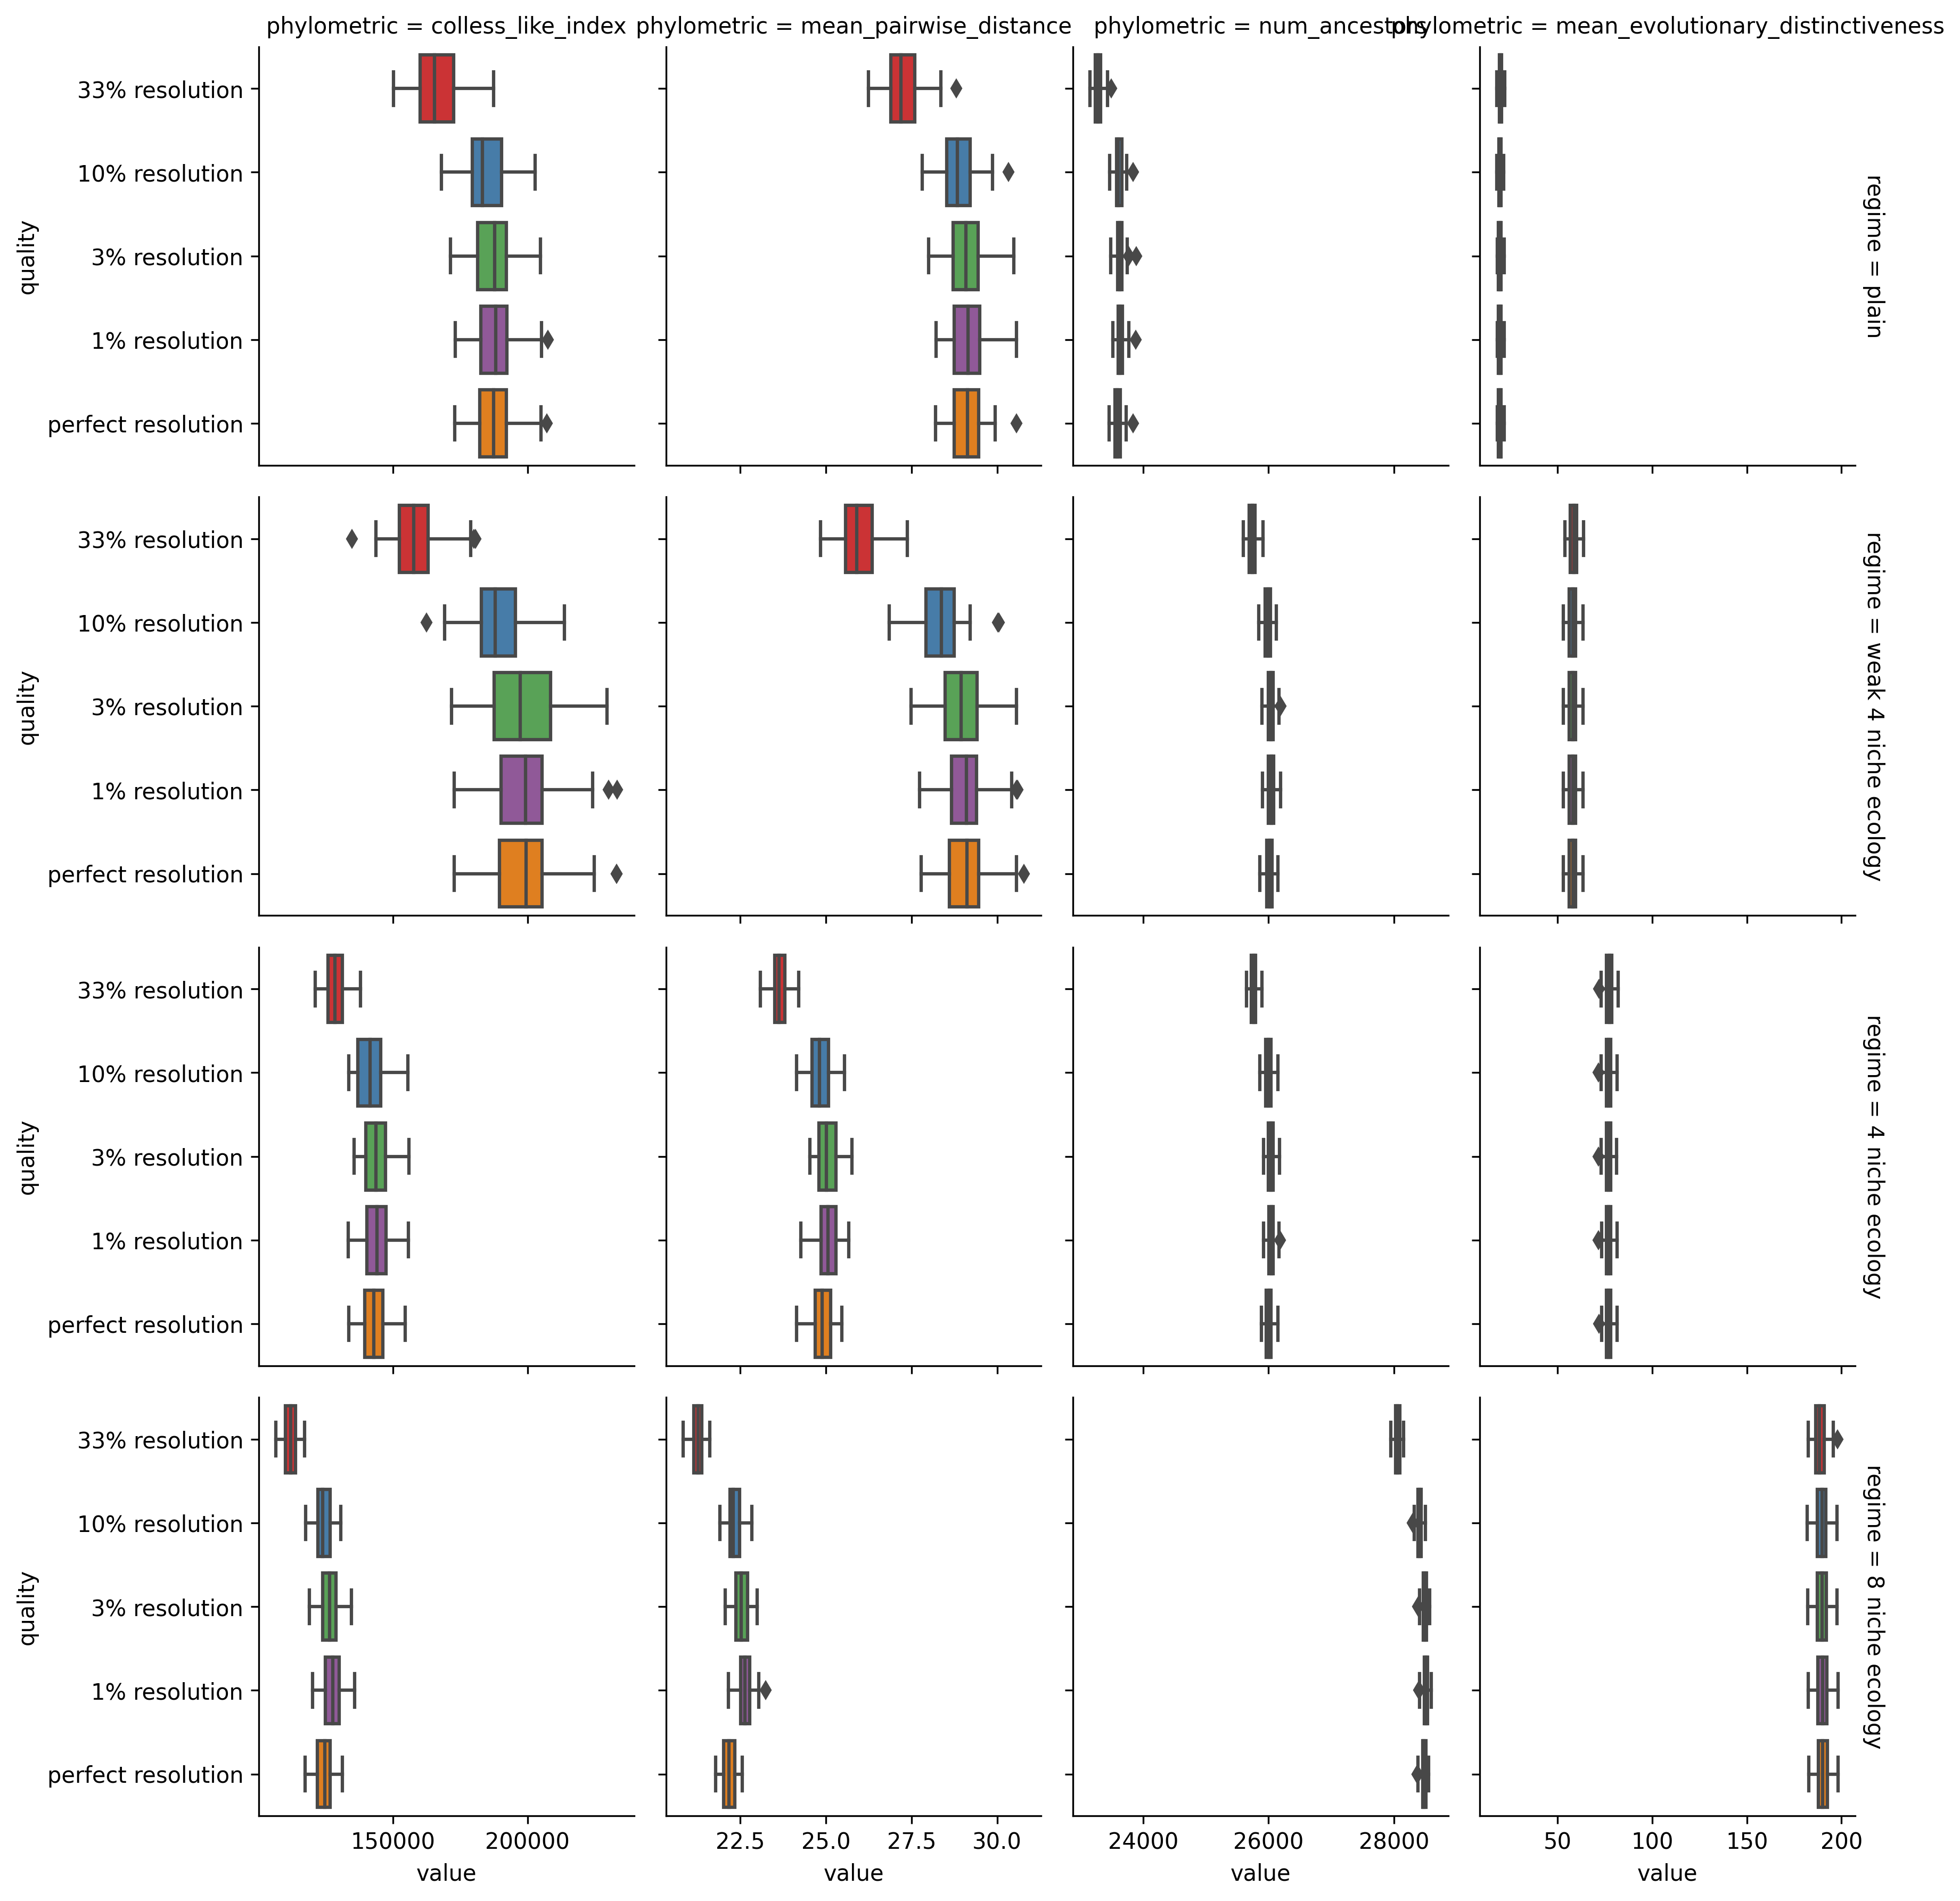 phylometric = colless_like_index
phylometric = mean_pairwise_distance
phylometric = num_ancestors
phylometric = mean_evolutionary_distinctiveness
quality
33% resolution
10% resolution
3% resolution
1% resolution
perfect resolution
regime = plain
quality
33% resolution
10% resolution
3% resolution
1% resolution
perfect resolution
regime = weak 4 niche ecology
quality
33% resolution
10% resolution
3% resolution
1% resolution
perfect resolution
regime = 4 niche ecology
quality
33% resolution
10% resolution
3% resolution
1% resolution
perfect resolution
regime = 8 niche ecology
150000 200000
22.5 25.0 27.5 30.0
24000 26000 28000
50 100 150 200
value
value
value
value